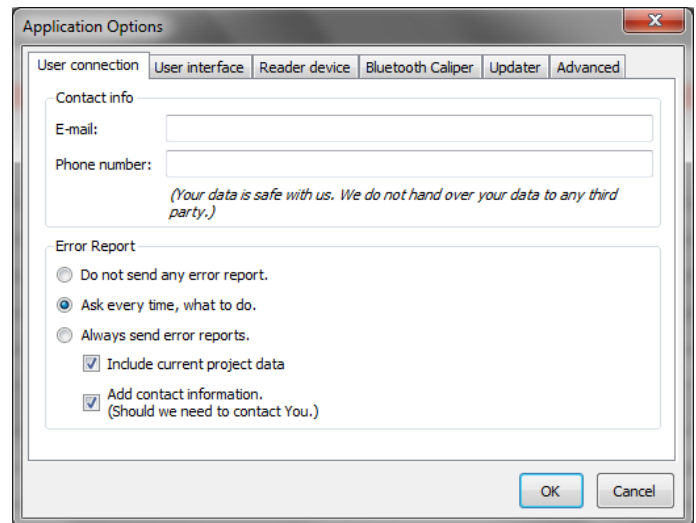 Application Options
User connection User interface Reader device Bluetooth Caliper Updater Advanced
Contact info
E-mail:
Phone number:
(Your data is safe with us. We do not hand over your data to any third
party.)
Error Report
Do not send any error report.
Ask every time, what to do.
Always send error reports.
Include current project data
Add contact information.
(Should we need to contact You.)
OK Cancel